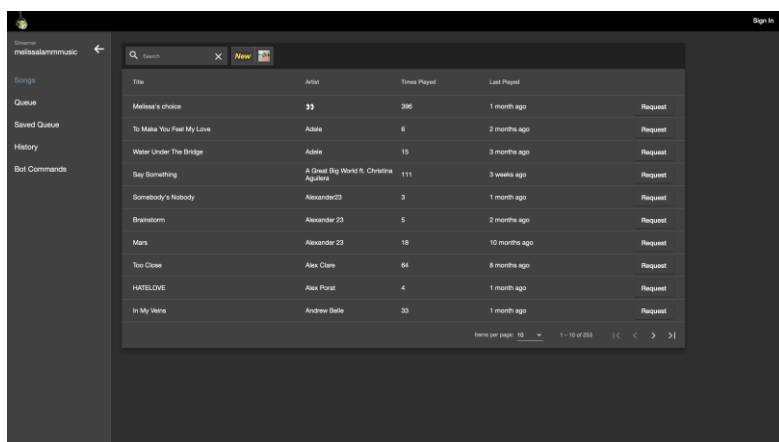 Sign In
Streamer
melissalammmusic
Songs
Queue
Saved Queue
History
Bot Commands
Search
New
Title Artist Times Played Last Played
Melissa's choice 👀 396 1 month ago Request
To Make You Feel My Love Adele 6 2 months ago Request
Water Under The Bridge Adele 15 3 months ago Request
Say Something A Great Big World ft. Christina Aguilera 111 3 weeks ago Request
Somebody's Nobody Alexander23 3 1 month ago Request
Brainstorm Alexander 23 5 2 months ago Request
Mars Alexander 23 18 10 months ago Request
Too Close Alex Clare 64 8 months ago Request
HATELOVE Alex Porat 4 1 month ago Request
In My Veins Andrew Belle 33 1 month ago Request
Items per page: 10 1 – 10 of 253